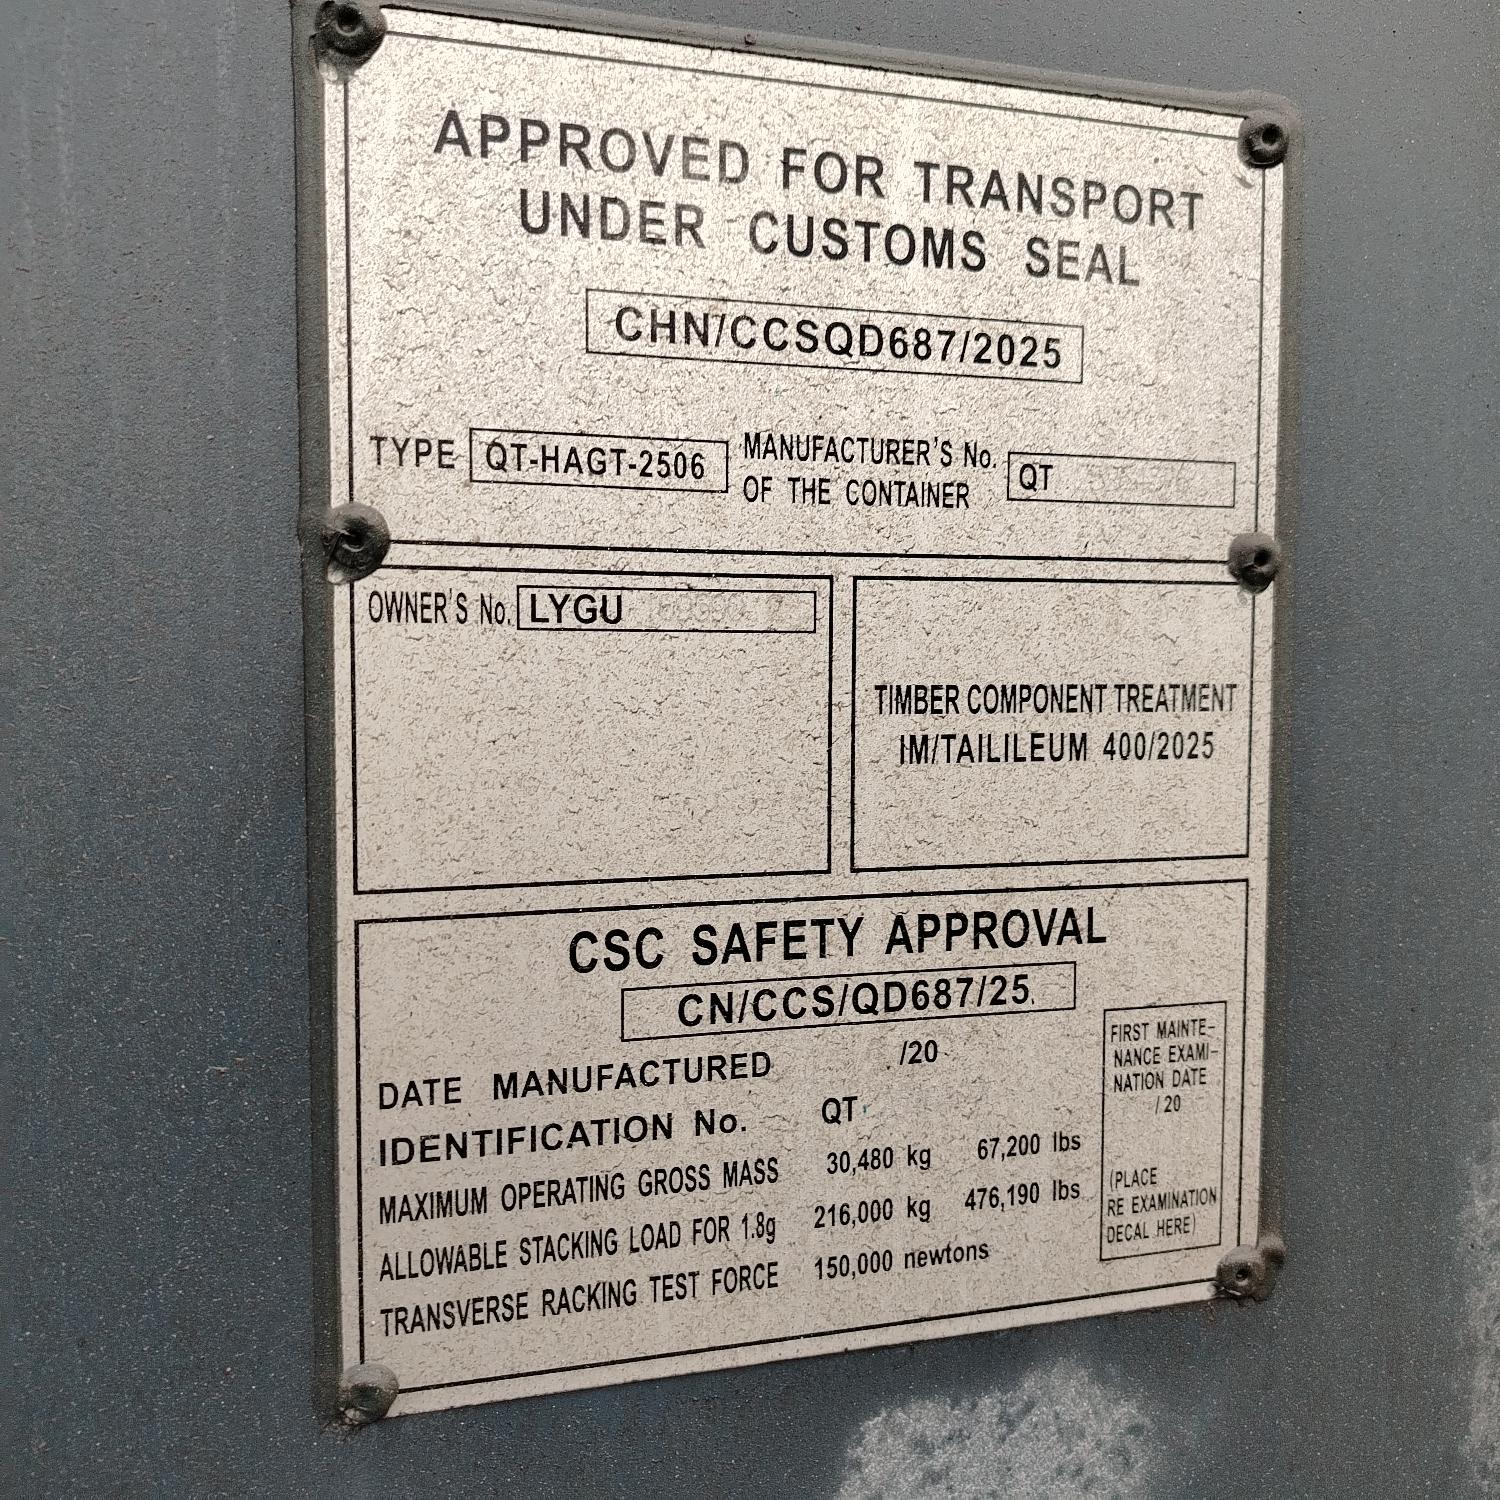 APPROVED FOR TRANSPORT
UNDER CUSTOMS SEAL
CHN/CCSQD687/2025
TYPE QT-HAGT-2506 MANUFACTURER'S No. OF THE CONTAINER QT
OWNER'S No. LYGU
TIMBER COMPONENT TREATMENT
IM/TAILILEUM 400/2025
CSC SAFETY APPROVAL
CN/CCS/QD687/25
DATE MANUFACTURED /20
IDENTIFICATION No. QT
MAXIMUM OPERATING GROSS MASS 30,480 kg 67,200 lbs
ALLOWABLE STACKING LOAD FOR 1.8g 216,000 kg 476,190 lbs
TRANSVERSE RACKING TEST FORCE 150,000 newtons
FIRST MAINTE-
NANCE EXAMI-
NATION DATE
/20
(PLACE
RE EXAMINATION
DECAL HERE)